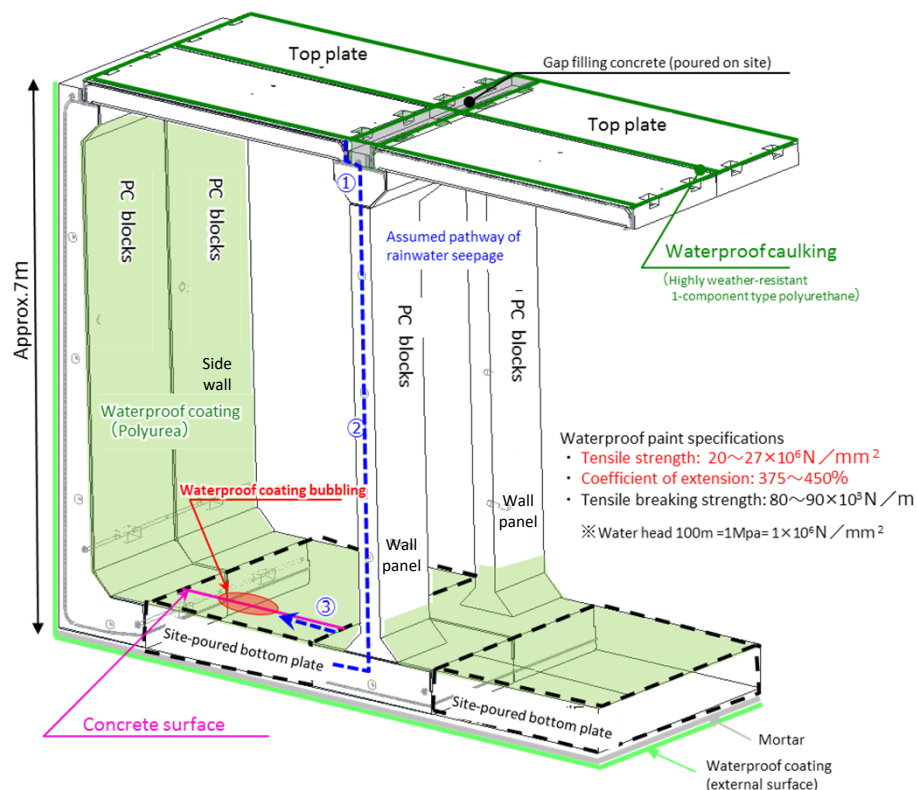 Top plate
Gap filling concrete (poured on site)
Top plate
①
Assumed pathway of
rainwater seepage
Waterproof caulking
(Highly weather-resistant
1-component type polyurethane)
PC blocks
PC blocks
PC blocks
PC blocks
Approx.7m
Side
wall
Waterproof coating
(Polyurea)
②
Waterproof paint specifications
・ Tensile strength: 20～27×10⁶N／mm²
・ Coefficient of extension: 375～450%
・ Tensile breaking strength: 80～90×10³N／m
※Water head 100m =1Mpa= 1×10⁶N／mm²
Waterproof coating bubbling
Wall
panel
Wall
panel
③
Site-poured bottom plate
Site-poured bottom plate
Concrete surface
Mortar
Waterproof coating
(external surface)